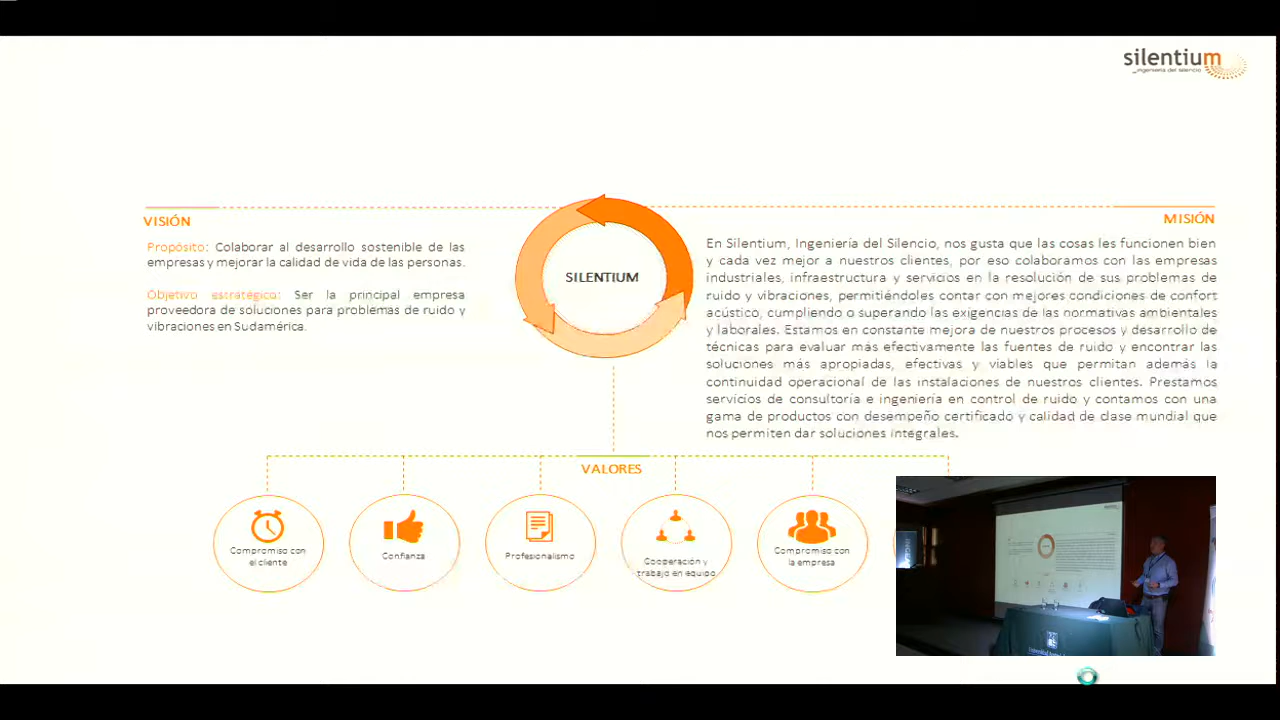 silentium
_ingeniería del silencio
VISIÓN
Propósito: Colaborar al desarrollo sostenible de las
empresas y mejorar la calidad de vida de las personas.
Objetivo estratégico: Ser la principal empresa
proveedora de soluciones para problemas de ruido y
vibraciones en Sudamérica.
SILENTIUM
MISIÓN
En Silentium, Ingeniería del Silencio, nos gusta que las cosas les funcionen bien
y cada vez mejor a nuestros clientes, por eso colaboramos con las empresas
industriales, infraestructura y servicios en la resolución de sus problemas de
ruido y vibraciones, permitiéndoles contar con mejores condiciones de confort
acústico, cumpliendo o superando las exigencias de las normativas ambientales
y laborales. Estamos en constante mejora de nuestros procesos y desarrollo de
técnicas para evaluar más efectivamente las fuentes de ruido y encontrar las
soluciones más apropiadas, efectivas y viables que permitan además la
continuidad operacional de las instalaciones de nuestros clientes. Prestamos
servicios de consultoría e ingeniería en control de ruido y contamos con una
gama de productos con desempeño certificado y calidad de clase mundial que
nos permiten dar soluciones integrales.
VALORES
Compromiso con
el cliente
Confianza
Profesionalismo
Cooperación y
trabajo en equipo
Compromiso con
la empresa